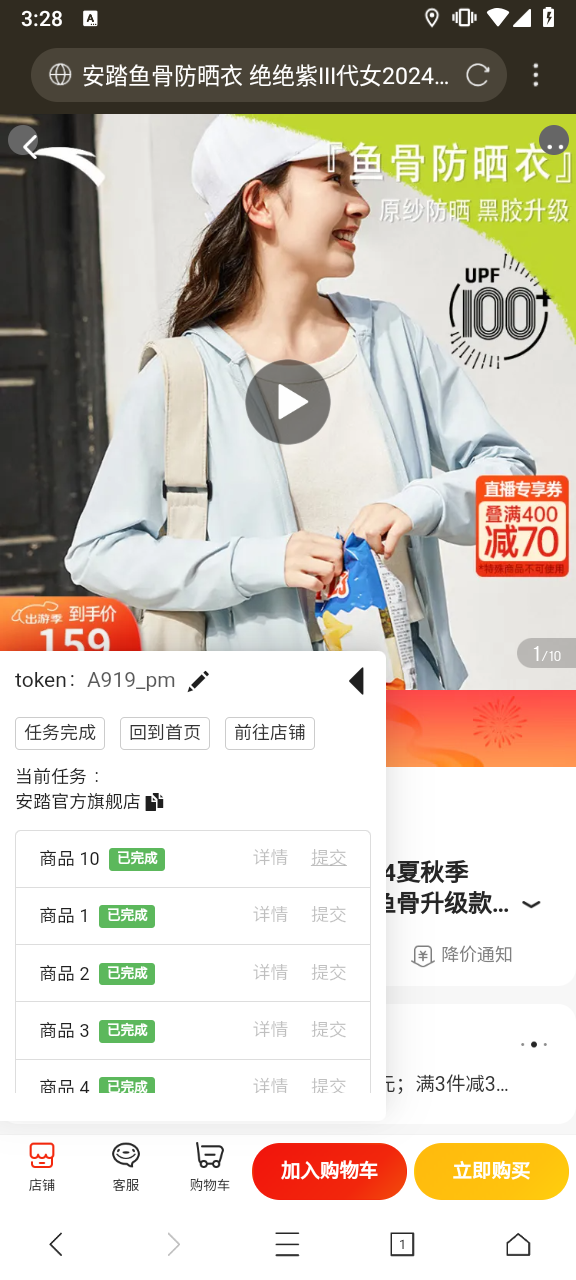 3:28
A
安踏鱼骨防晒衣 绝绝紫III代女2024...
『鱼骨防晒衣』
原纱防晒 黑胶升级
UPF
100+
直播专享券
叠满400
减70
*特殊商品不可使用
出游季 到手价
159
1/10
token: A919_pm
任务完成 回到首页 前往店铺
当前任务：
安踏官方旗舰店
商品 10 已完成 详情 提交
商品 1 已完成 详情 提交
商品 2 已完成 详情 提交
商品 3 已完成 详情 提交
商品 4 已完成 详情 提交
4夏秋季
鱼骨升级款...
降价通知
元；满3件减3...
店铺 客服 购物车 加入购物车 立即购买
1